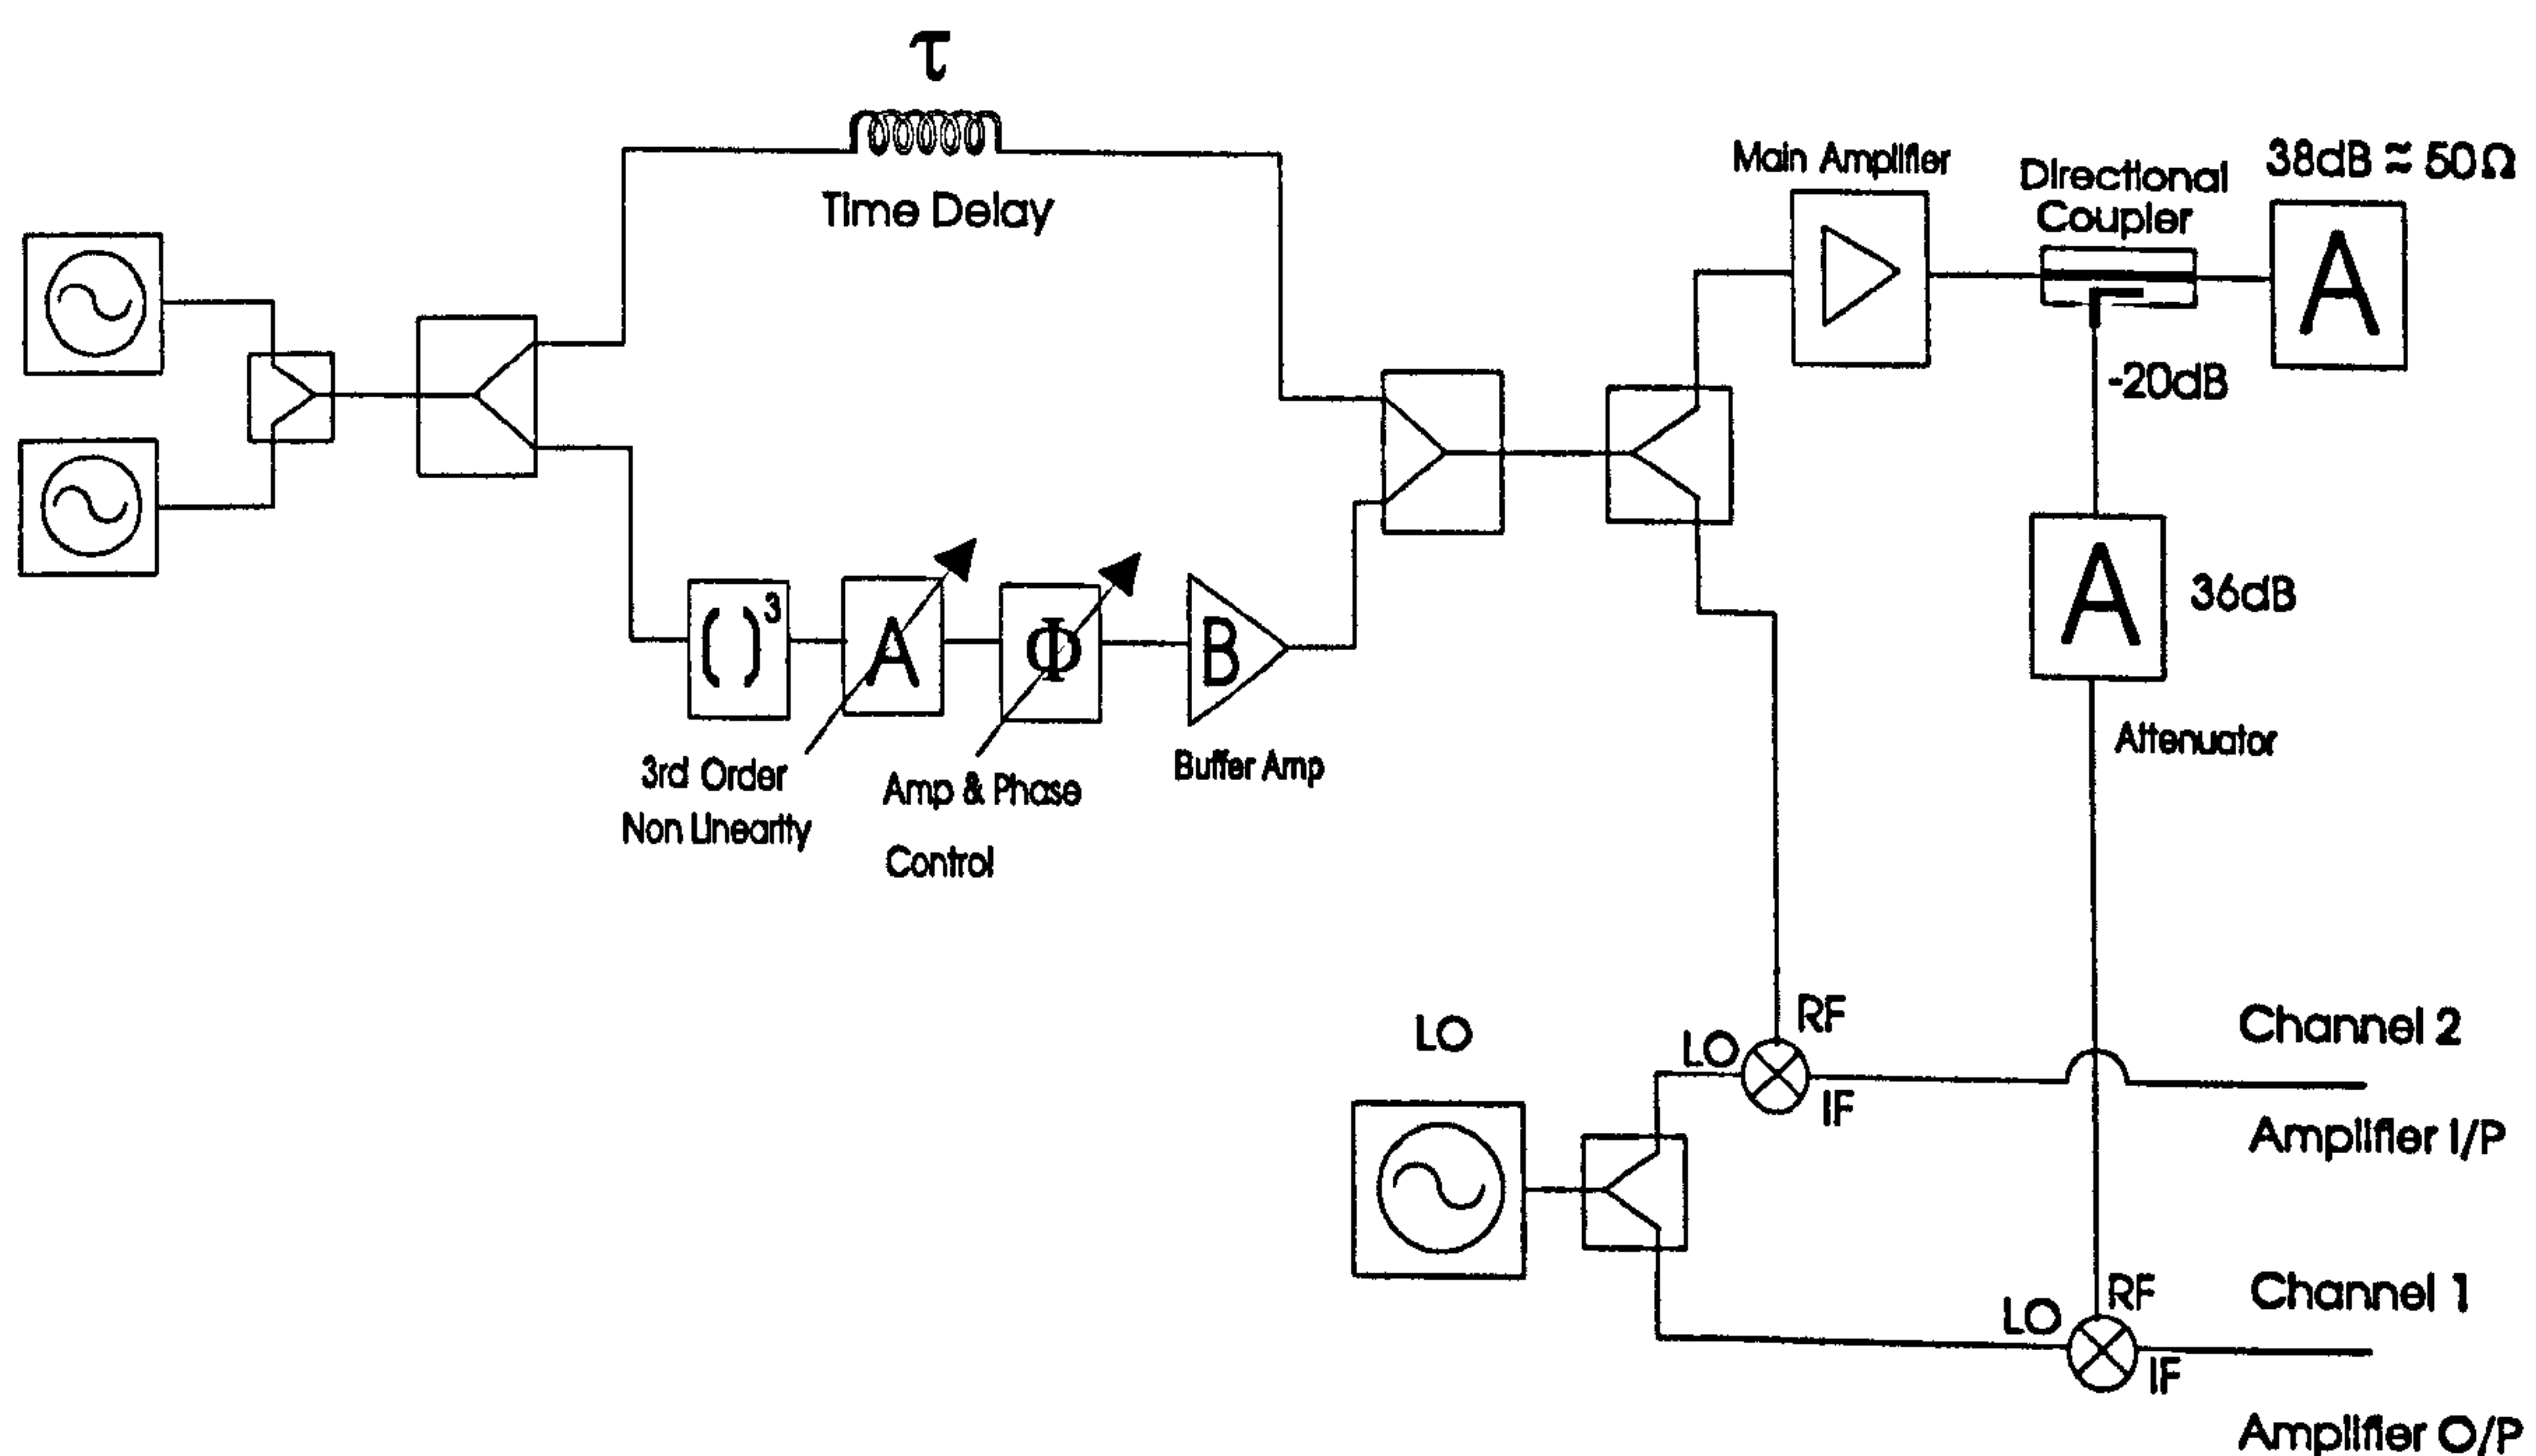 τ
Time Delay
Main Amplifier
Directional
Coupler
38dB ≈ 50Ω
A
-20dB
( )³
A
Φ
B
3rd Order
Non Linearity
Amp & Phase
Control
Buffer Amp
A
36dB
Attenuator
LO
LO
RF
IF
Channel 2
Amplifier I/P
LO
RF
IF
Channel 1
Amplifier O/P